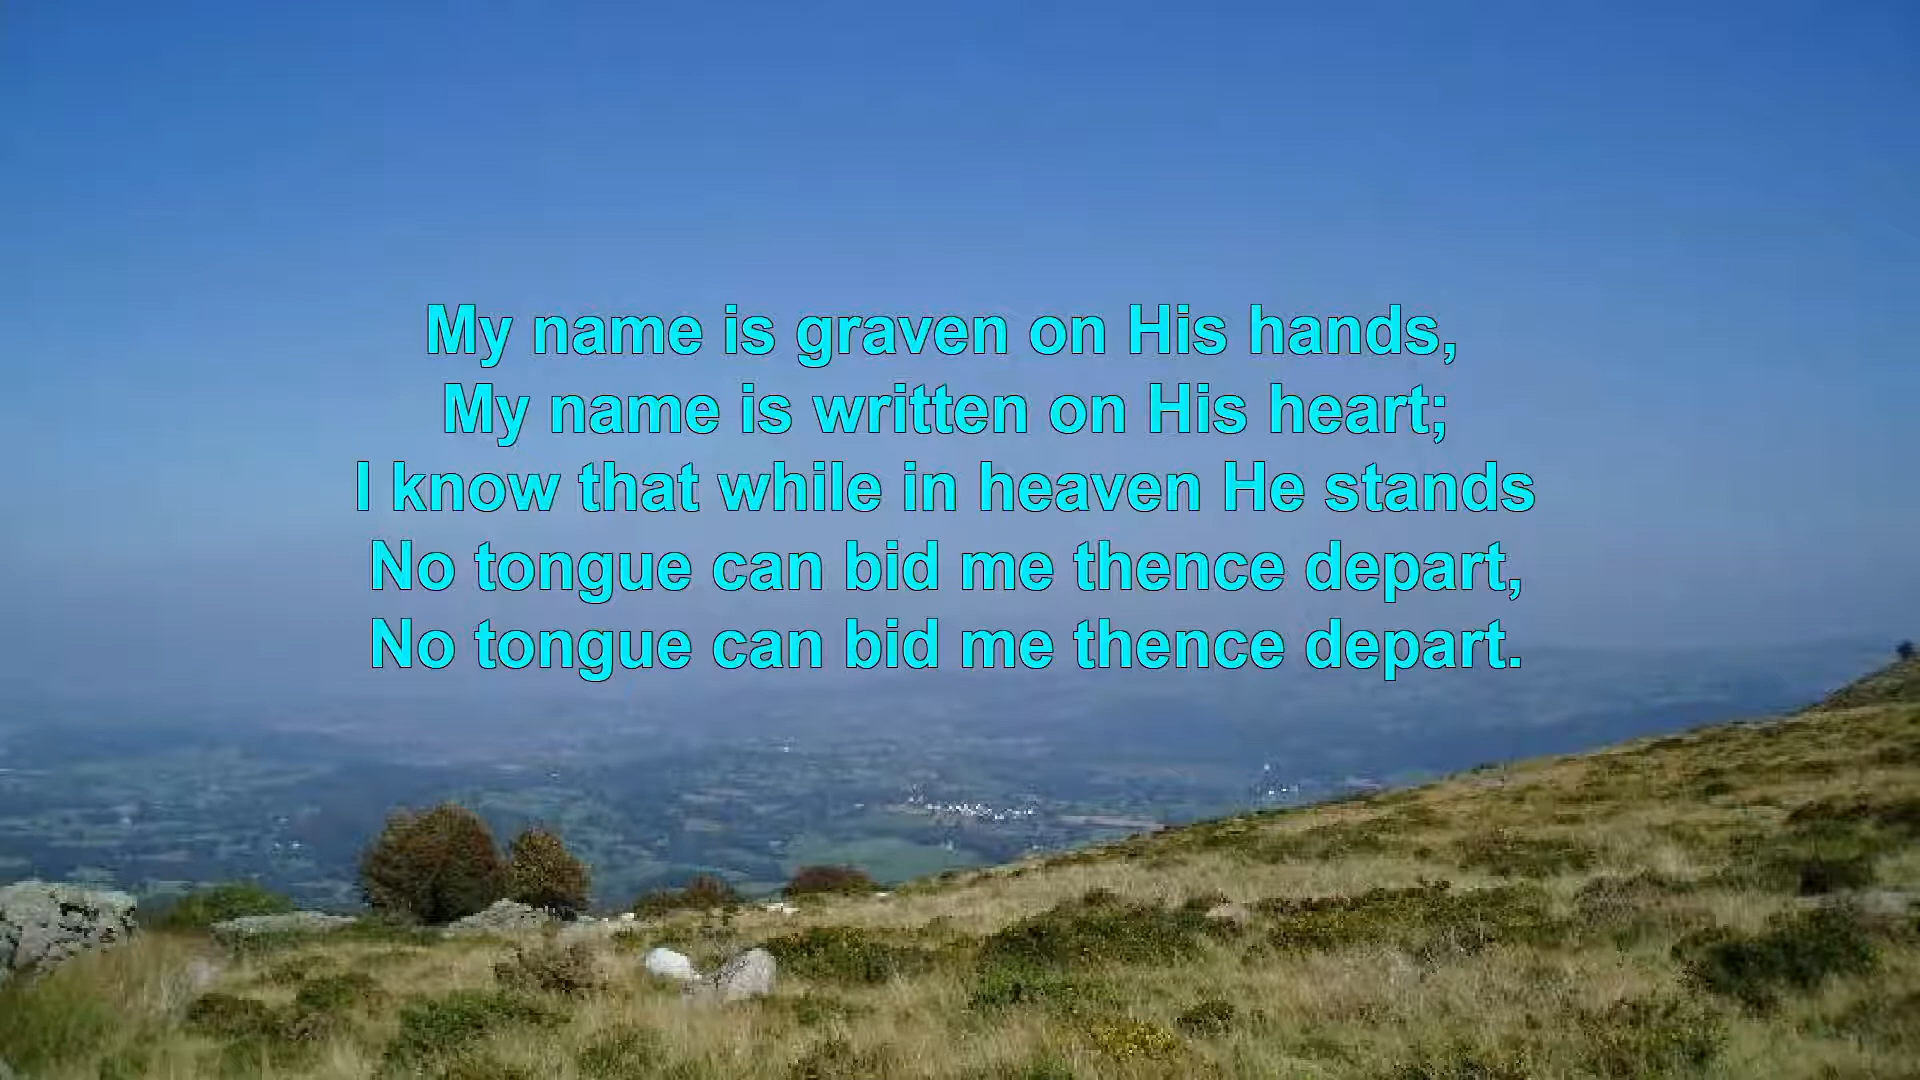 My name is graven on His hands,
My name is written on His heart;
I know that while in heaven He stands
No tongue can bid me thence depart,
No tongue can bid me thence depart.